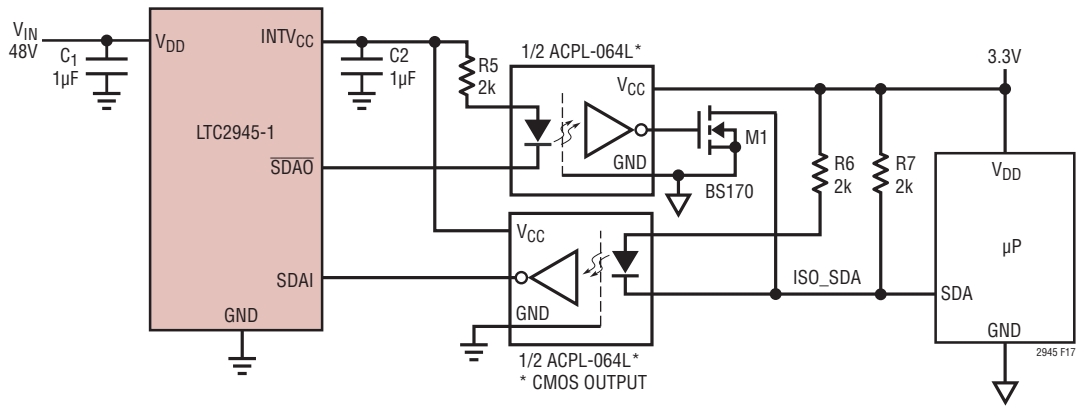 VIN
48V
C1
1µF
VDD
INTVCC
LTC2945-1
SDAO
SDAI
GND
C2
1µF
R5
2k
1/2 ACPL-064L*
VCC
GND
M1
BS170
VCC
GND
1/2 ACPL-064L*
* CMOS OUTPUT
3.3V
R6
2k
R7
2k
ISO_SDA
VDD
µP
SDA
GND
2945 F17